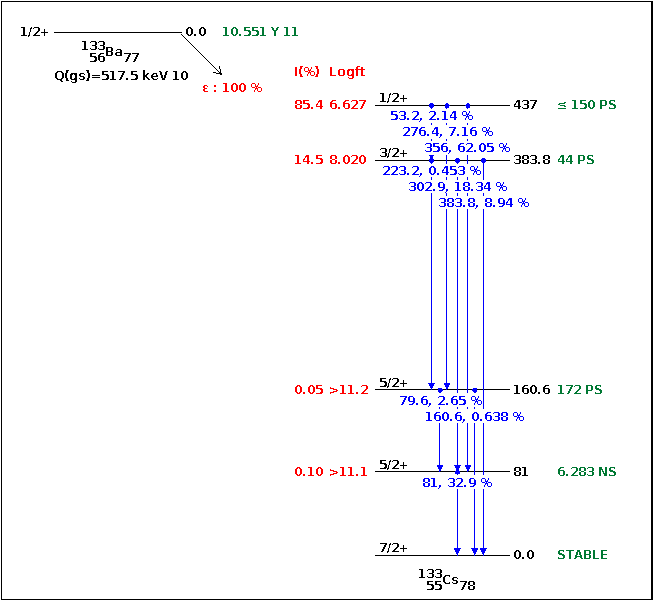 1/2+ 0.0 10.551 Y 11
133
56Ba77
Q(gs)=517.5 keV 10
ε : 100 %
I(%) Logft
1/2+
85.4 6.627 437 ≤ 150 PS
53.2, 2.14 %
276.4, 7.16 %
356, 62.05 %
3/2+
14.5 8.020 383.8 44 PS
223.2, 0.453 %
302.9, 18.34 %
383.8, 8.94 %
5/2+
0.05 >11.2 160.6 172 PS
79.6, 2.65 %
160.6, 0.638 %
5/2+
0.10 >11.1 81 6.283 NS
81, 32.9 %
7/2+
0.0 STABLE
133
55Cs78